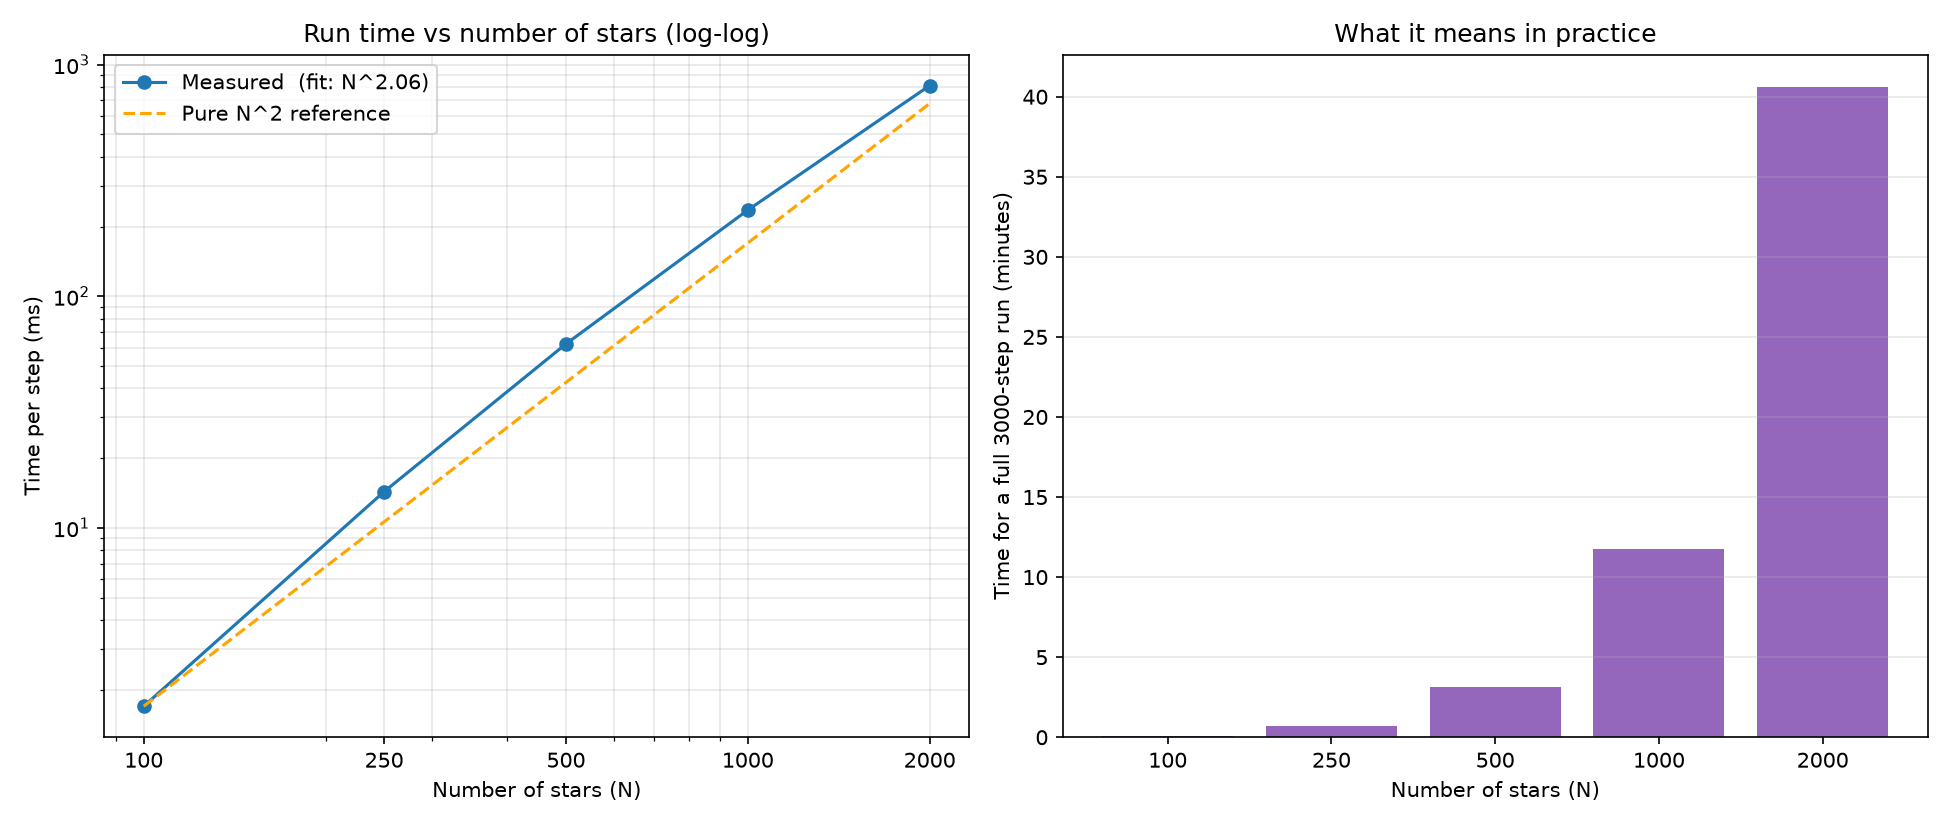 Run time vs number of stars (log-log)
Measured  (fit: N^2.06)
Pure N^2 reference
Time per step (ms)
10^3
10^2
10^1
100 250 500 1000 2000
Number of stars (N)
What it means in practice
Time for a full 3000-step run (minutes)
40
35
30
25
20
15
10
5
0
100 250 500 1000 2000
Number of stars (N)